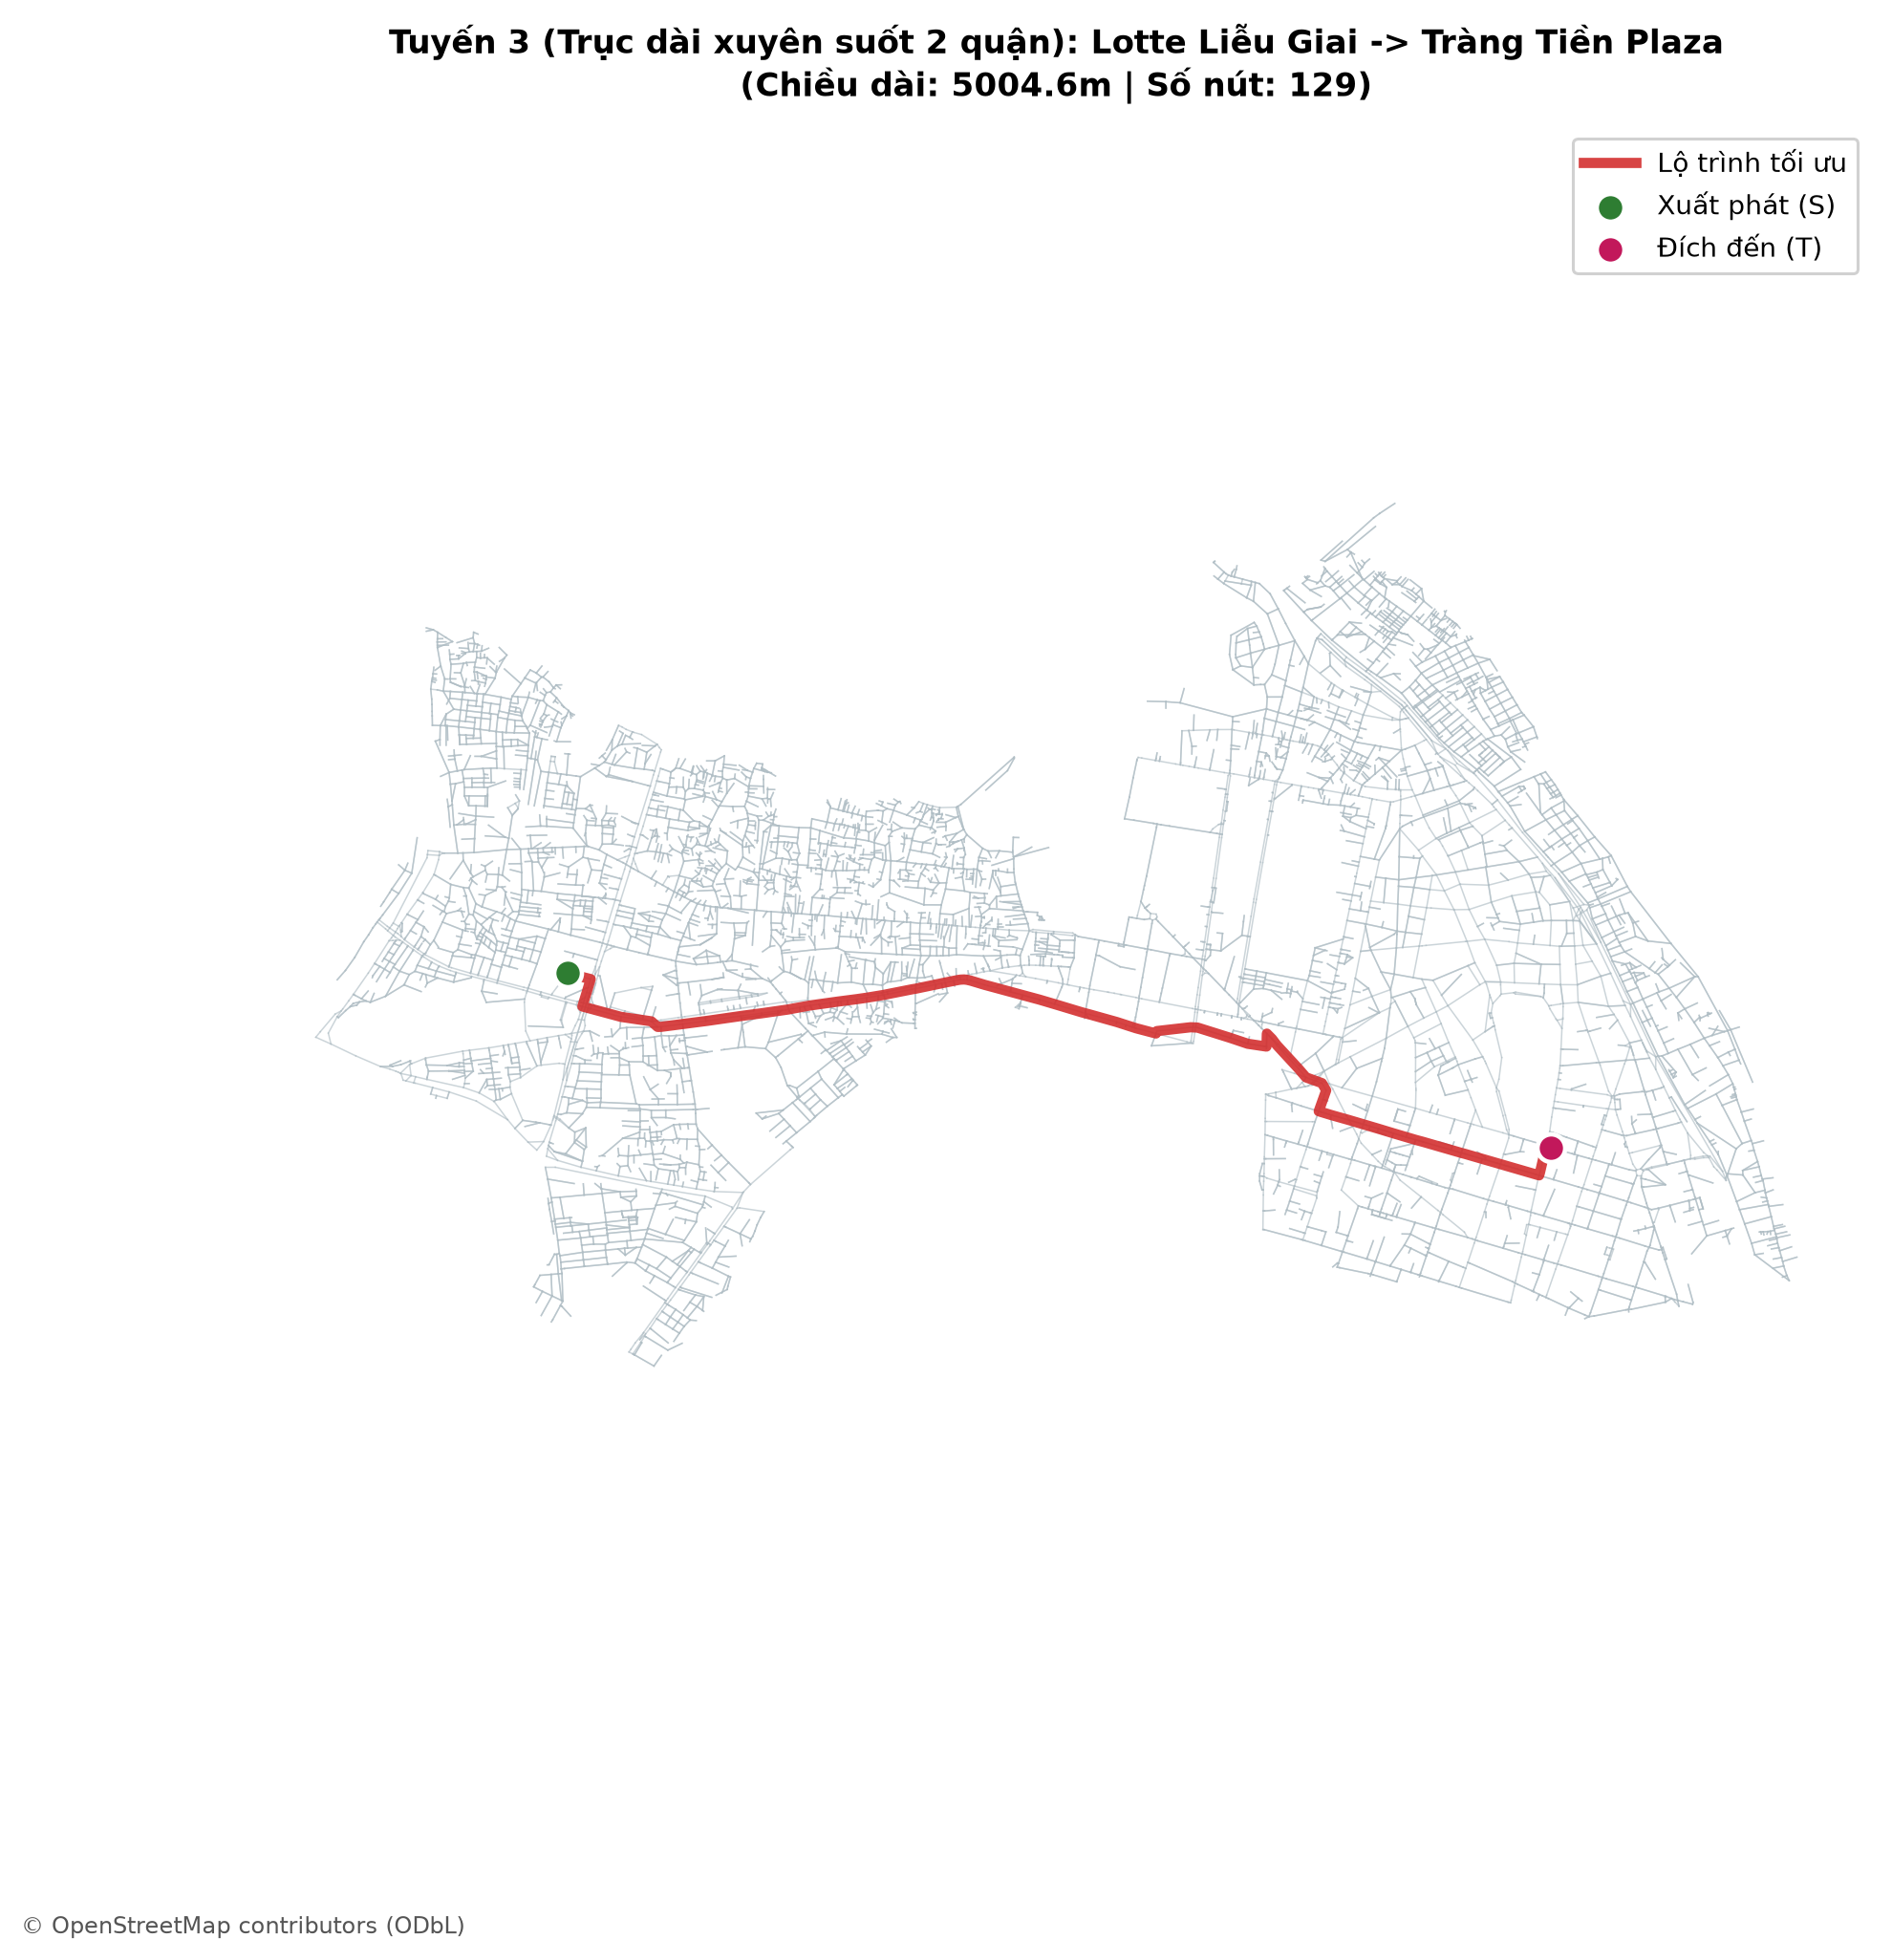 Tuyến 3 (Trục dài xuyên suốt 2 quận): Lotte Liễu Giai -> Tràng Tiền Plaza
(Chiều dài: 5004.6m | Số nút: 129)
Lộ trình tối ưu
Xuất phát (S)
Đích đến (T)
© OpenStreetMap contributors (ODbL)